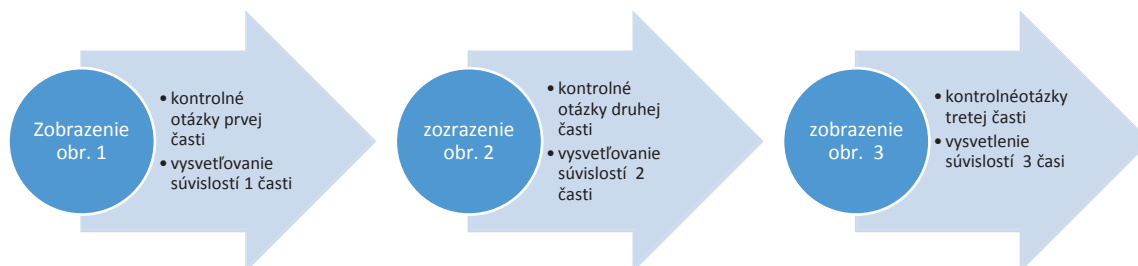 Zobrazenie
obr. 1
• kontrolné
otázky prvej
časti
• vysvetľovanie
súvislostí 1 časti
zozrazenie
obr. 2
• kontrolné
otázky druhej
časti
• vysvetľovanie
súvislostí 2
časti
zobrazenie
obr. 3
• kontrolnéotázky
tretej časti
• vysvetlenie
súvislostí 3 časi